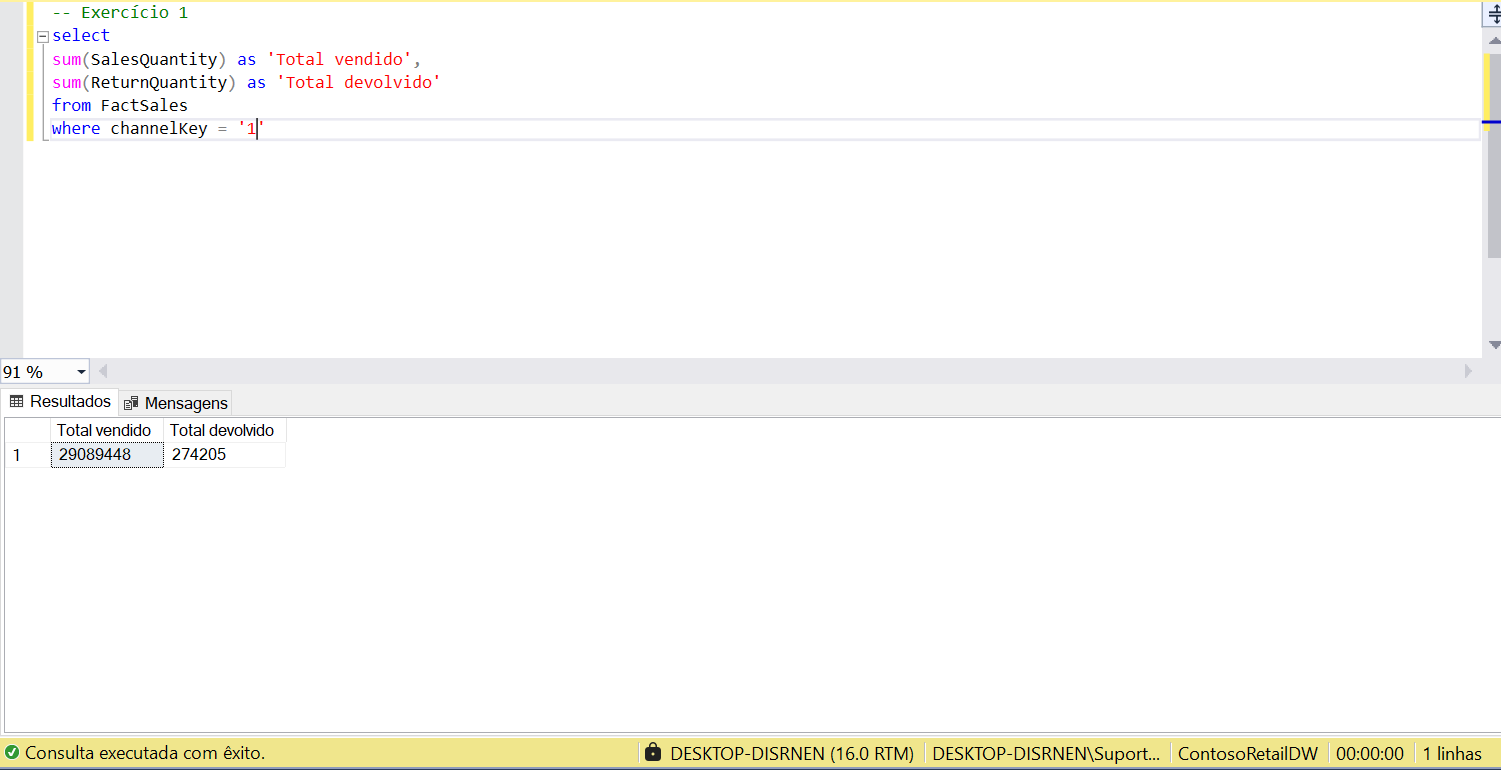 -- Exercício 1
select
sum(SalesQuantity) as 'Total vendido',
sum(ReturnQuantity) as 'Total devolvido'
from FactSales
where channelKey = '1'
91 %
Resultados Mensagens
Total vendido Total devolvido
1 29089448 274205
Consulta executada com êxito. DESKTOP-DISRNEN (16.0 RTM) DESKTOP-DISRNEN\Suport... ContosoRetailDW 00:00:00 1 linhas